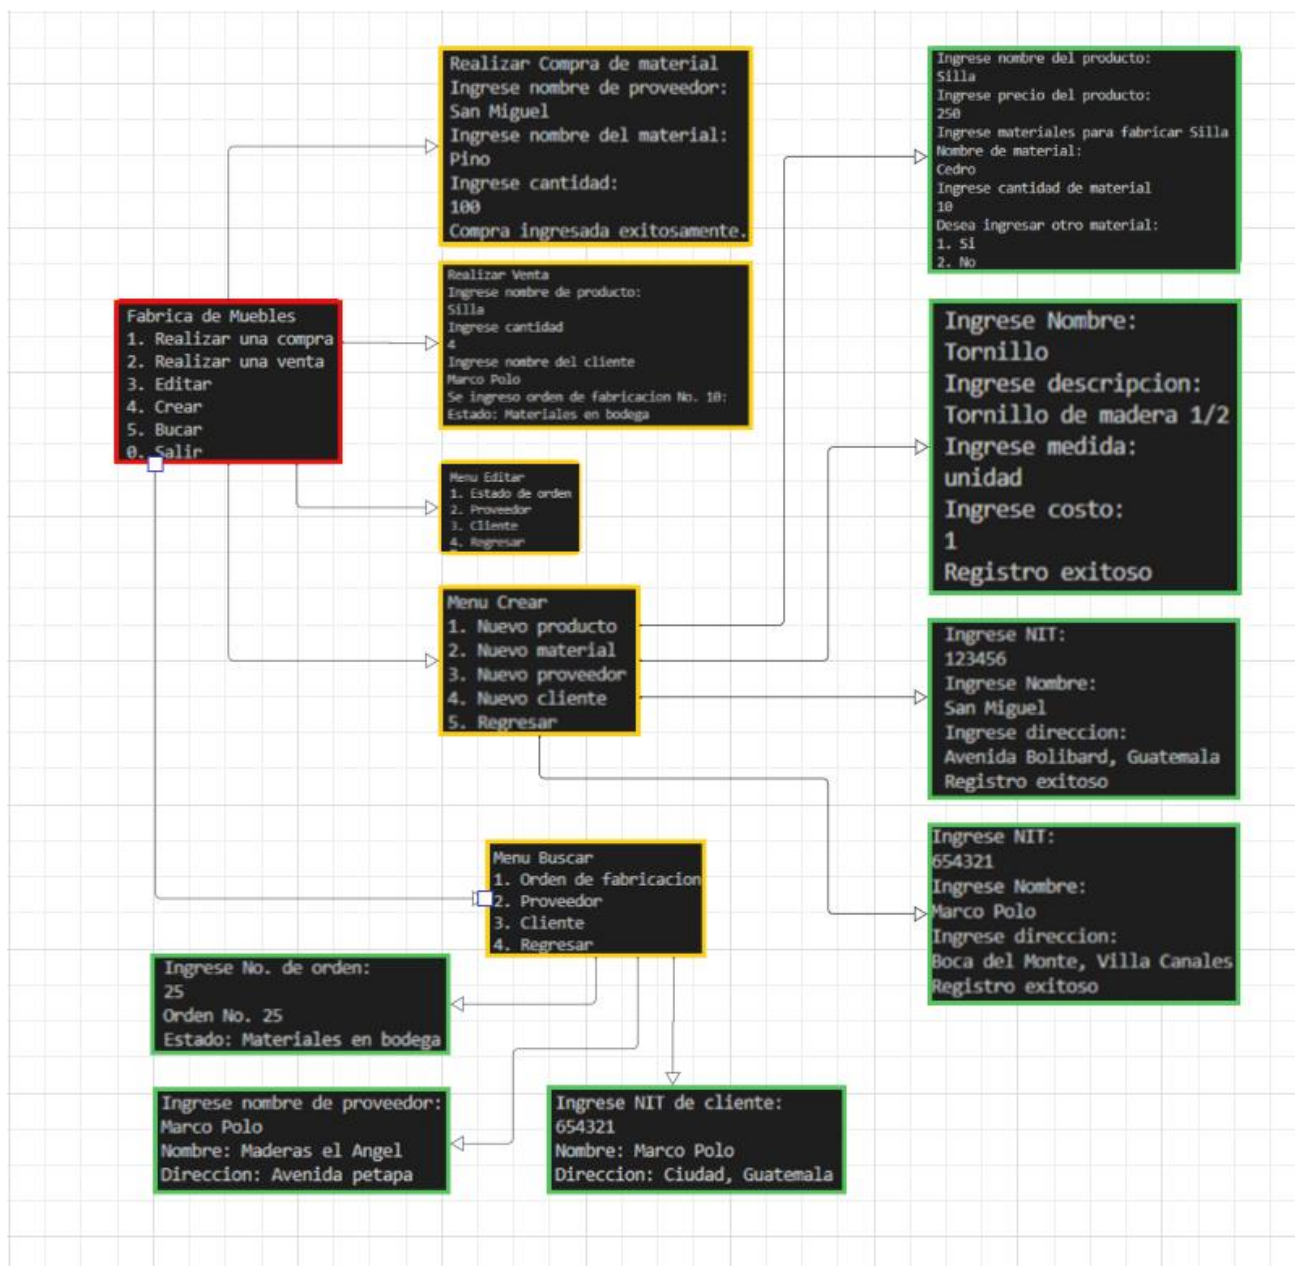 Fabrica de Muebles
1. Realizar una compra
2. Realizar una venta
3. Editar
4. Crear
5. Bucar
0. Salir
Realizar Compra de material
Ingrese nombre de proveedor:
San Miguel
Ingrese nombre del material:
Pino
Ingrese cantidad:
100
Compra ingresada exitosamente.
Realizar Venta
Ingrese nombre de producto:
Silla
Ingrese cantidad
4
Ingrese nombre del cliente
Marco Polo
Se ingreso orden de fabricacion No. 10:
Estado: Materiales en bodega
Menu Editar
1. Estado de orden
2. Proveedor
3. Cliente
4. Regresar
Menu Crear
1. Nuevo producto
2. Nuevo material
3. Nuevo proveedor
4. Nuevo cliente
5. Regresar
Ingrese nombre del producto:
Silla
Ingrese precio del producto:
250
Ingrese materiales para fabricar Silla
Nombre de material:
Cedro
Ingrese cantidad de material
10
Desea ingresar otro material:
1. Si
2. No
Ingrese Nombre:
Tornillo
Ingrese descripcion:
Tornillo de madera 1/2
Ingrese medida:
unidad
Ingrese costo:
1
Registro exitoso
Ingrese NIT:
123456
Ingrese Nombre:
San Miguel
Ingrese direccion:
Avenida Bolibard, Guatemala
Registro exitoso
Ingrese NIT:
654321
Ingrese Nombre:
Marco Polo
Ingrese direccion:
Boca del Monte, Villa Canales
Registro exitoso
Menu Buscar
1. Orden de fabricacion
2. Proveedor
3. Cliente
4. Regresar
Ingrese No. de orden:
25
Orden No. 25
Estado: Materiales en bodega
Ingrese nombre de proveedor:
Marco Polo
Nombre: Maderas el Angel
Direccion: Avenida petapa
Ingrese NIT de cliente:
654321
Nombre: Marco Polo
Direccion: Ciudad, Guatemala